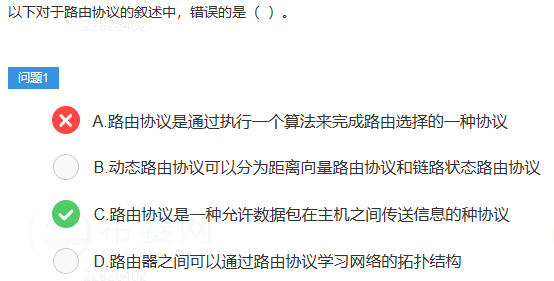 以下对于路由协议的叙述中，错误的是（ ）。
问题1
A.路由协议是通过执行一个算法来完成路由选择的一种协议
B.动态路由协议可以分为距离向量路由协议和链路状态路由协议
C.路由协议是一种允许数据包在主机之间传送信息的种协议
D.路由器之间可以通过路由协议学习网络的拓扑结构